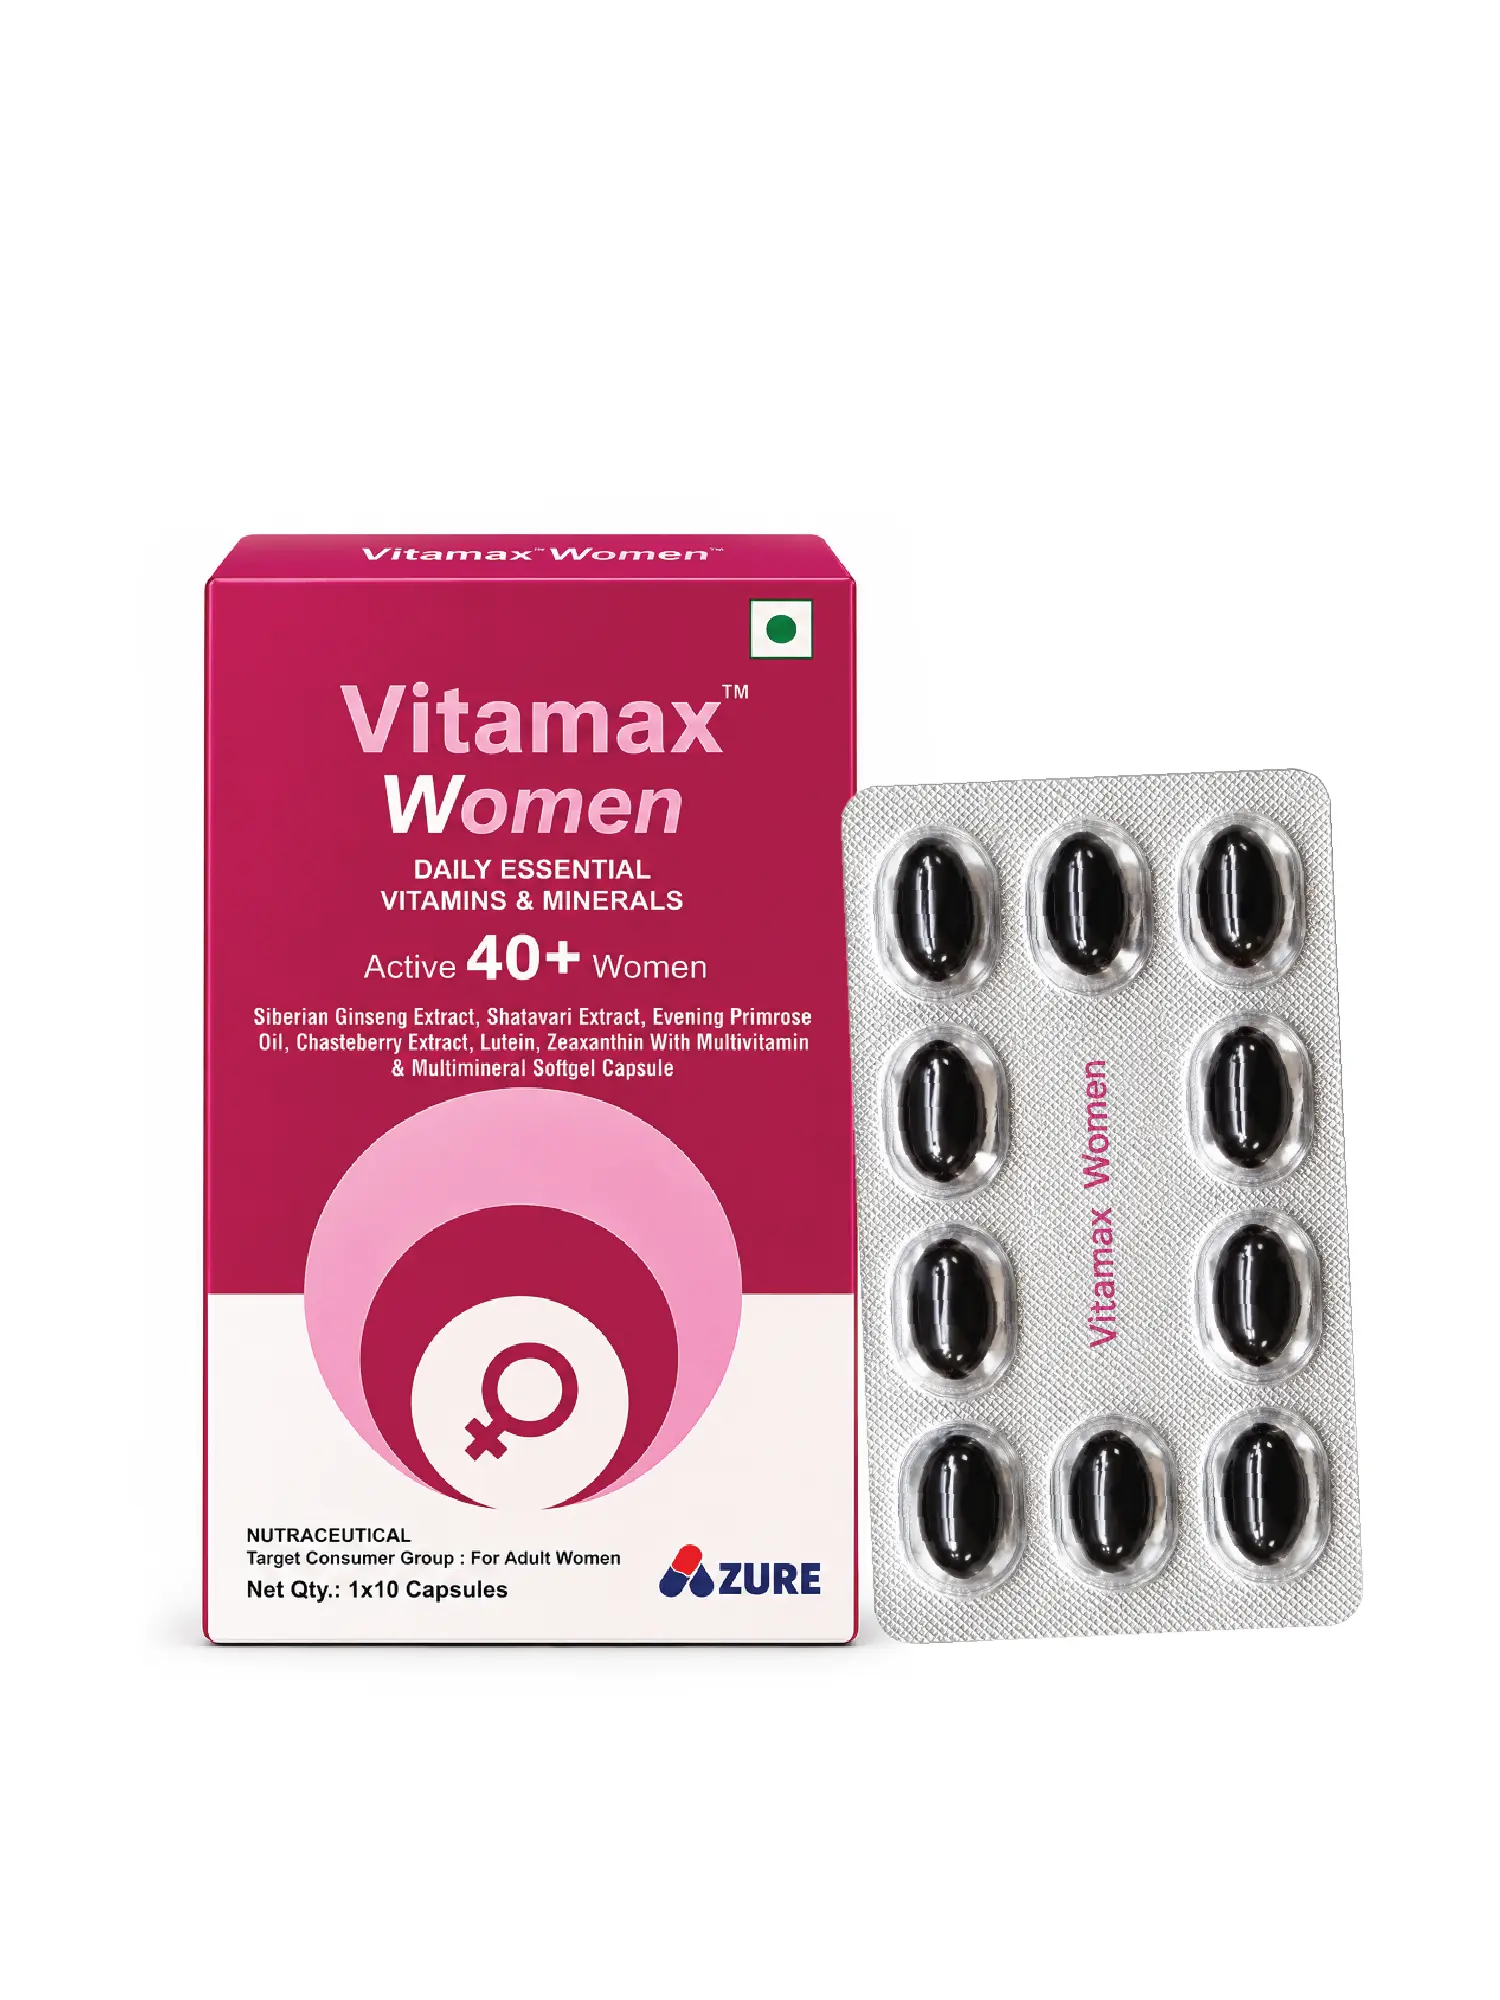 Vitamax™ Women™
Vitamax™
Women
DAILY ESSENTIAL
VITAMINS & MINERALS
Active 40+ Women
Siberian Ginseng Extract, Shatavari Extract, Evening Primrose
Oil, Chasteberry Extract, Lutein, Zeaxanthin With Multivitamin
& Multimineral Softgel Capsule
NUTRACEUTICAL
Target Consumer Group : For Adult Women
Net Qty.: 1x10 Capsules
AZURE
Vitamax Women